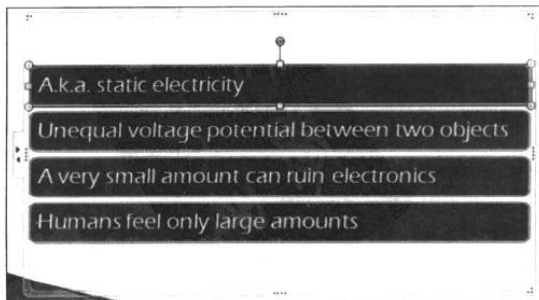 A.k.a. static electricity
Unequal voltage potential between two objects
A very small amount can ruin electronics
Humans feel only large amounts